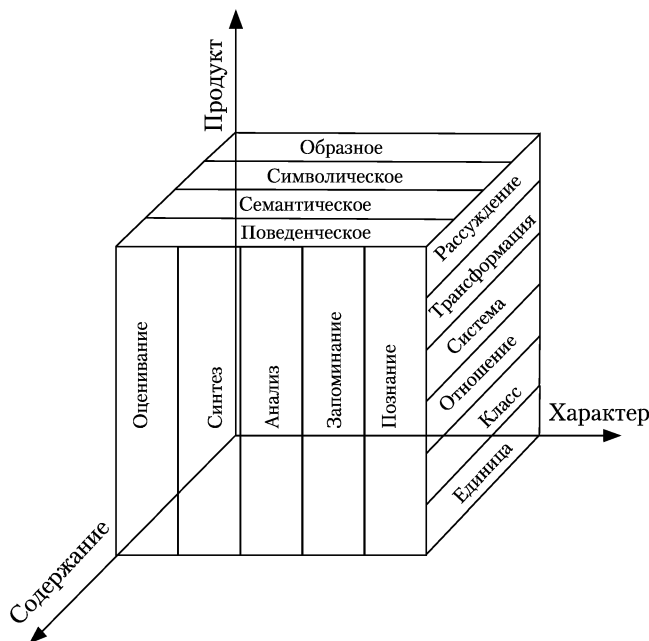 Продукт
Образное
Символическое
Семантическое
Поведенческое
Рассуждение
Трансформация
Система
Отношение
Класс
Единица
Оценивание
Синтез
Анализ
Запоминание
Познание
Характер
Содержание